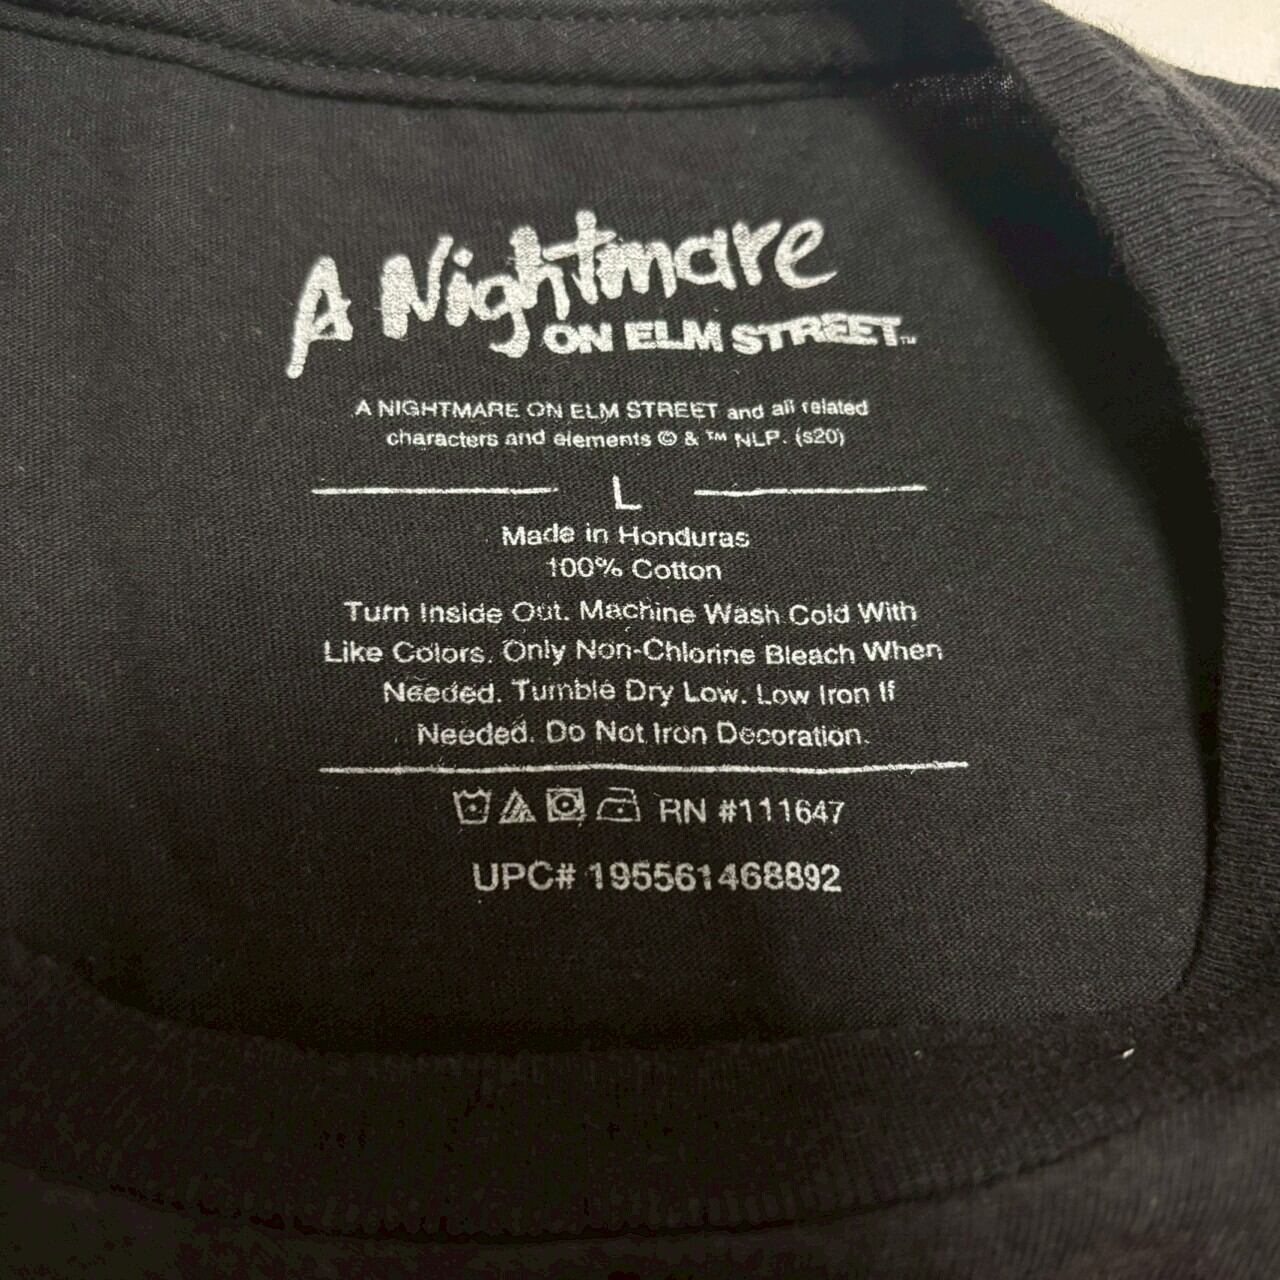 A Nightmare
ON ELM STREET™
A NIGHTMARE ON ELM STREET and all related
characters and elements © & ™ NLP. (s20)
L
Made in Honduras
100% Cotton
Turn Inside Out. Machine Wash Cold With
Like Colors. Only Non-Chlorine Bleach When
Needed. Tumble Dry Low. Low Iron If
Needed. Do Not Iron Decoration.
RN #111647
UPC# 195561468892